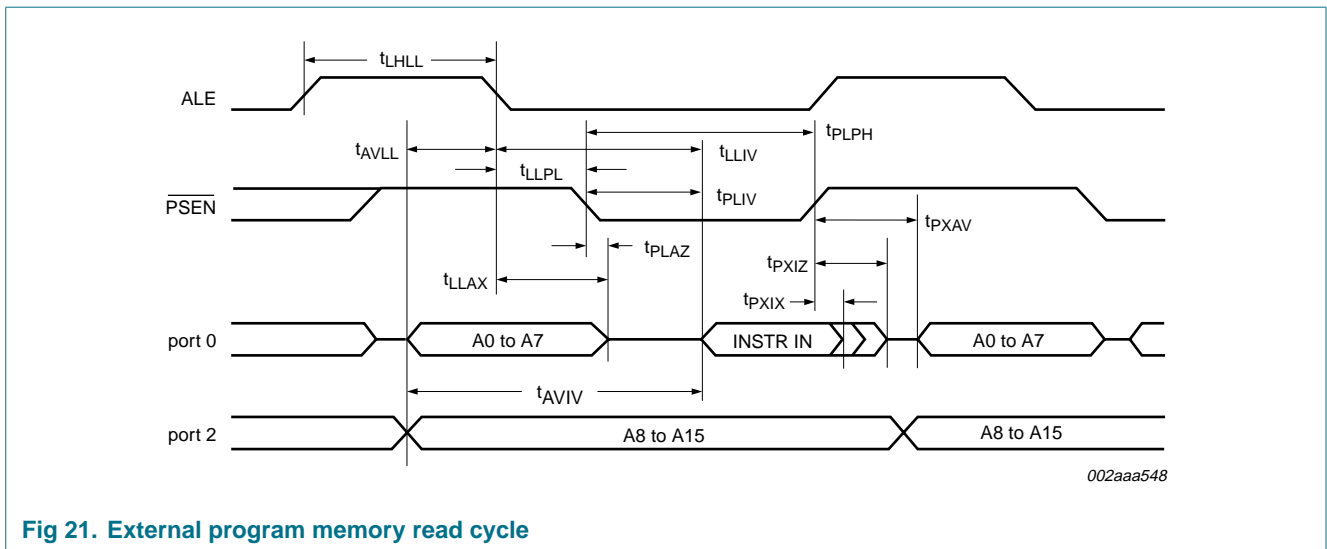 tLHLL
ALE
tPLPH
tAVLL
tLLIV
tLLPL
PSEN
tPLIV
tPXAV
tPLAZ
tPXIZ
tLLAX
tPXIX
port 0
A0 to A7
INSTR IN
A0 to A7
tAVIV
port 2
A8 to A15
A8 to A15
002aaa548
Fig 21. External program memory read cycle